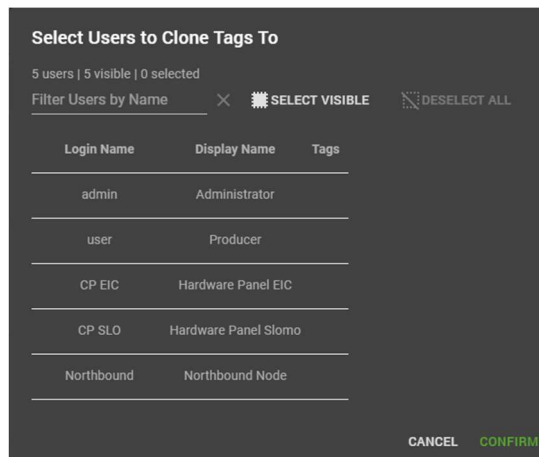 Select Users to Clone Tags To
5 users | 5 visible | 0 selected
Filter Users by Name SELECT VISIBLE DESELECT ALL
Login Name Display Name Tags
admin Administrator
user Producer
CP EIC Hardware Panel EIC
CP SLO Hardware Panel Slomo
Northbound Northbound Node
CANCEL CONFIRM